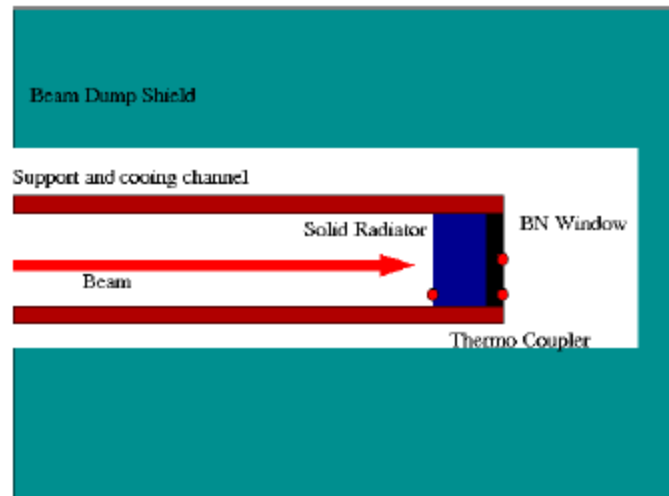 Beam Dump Shield
Support and cooing channel
Solid Radiator
BN Window
Beam
Thermo Coupler